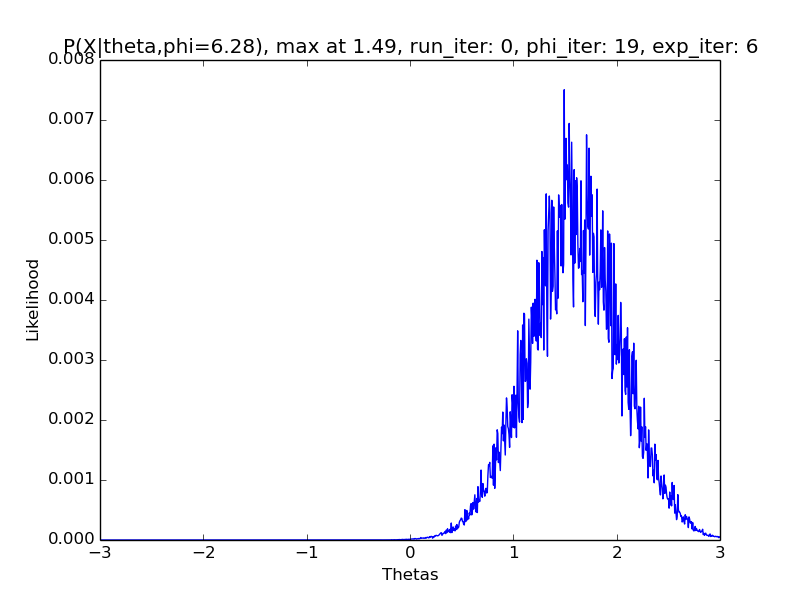 P(X|theta,phi=6.28), max at 1.49, run_iter: 0, phi_iter: 19, exp_iter: 6
0.008
0.007
0.006
0.005
0.004
0.003
0.002
0.001
0.000
Likelihood
−3 −2 −1 0 1 2 3
Thetas